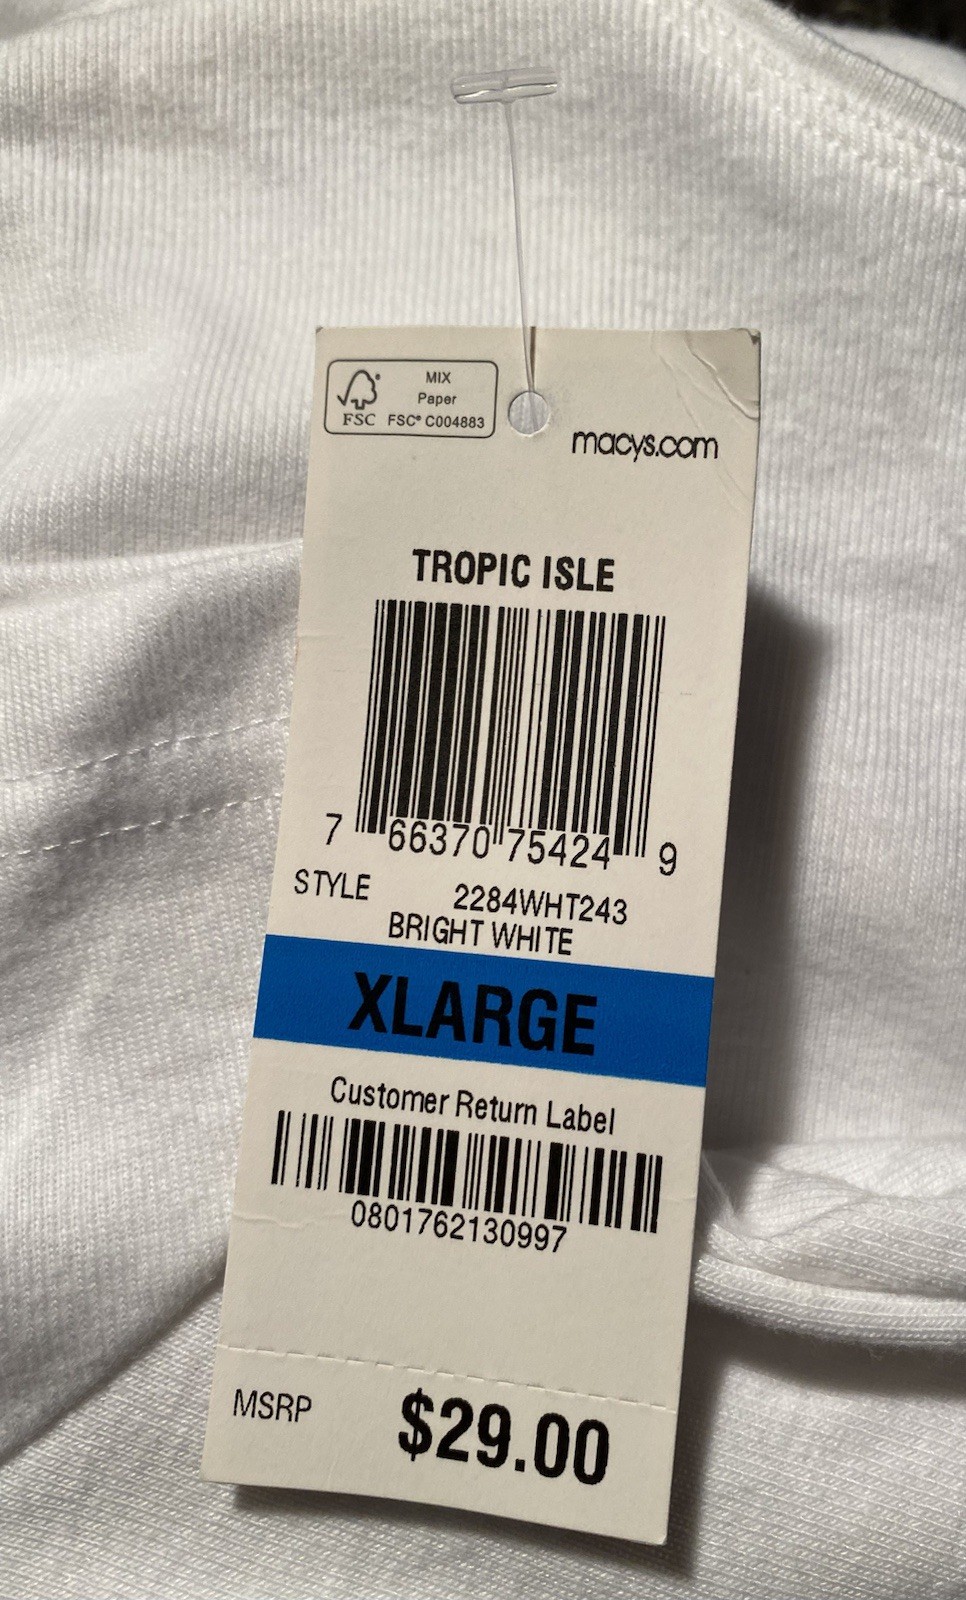 MIX
Paper
FSC® C004883
FSC
macys.com
TROPIC ISLE
7 66370 75424 9
STYLE 2284WHT243
BRIGHT WHITE
XLARGE
Customer Return Label
0801762130997
MSRP $29.00